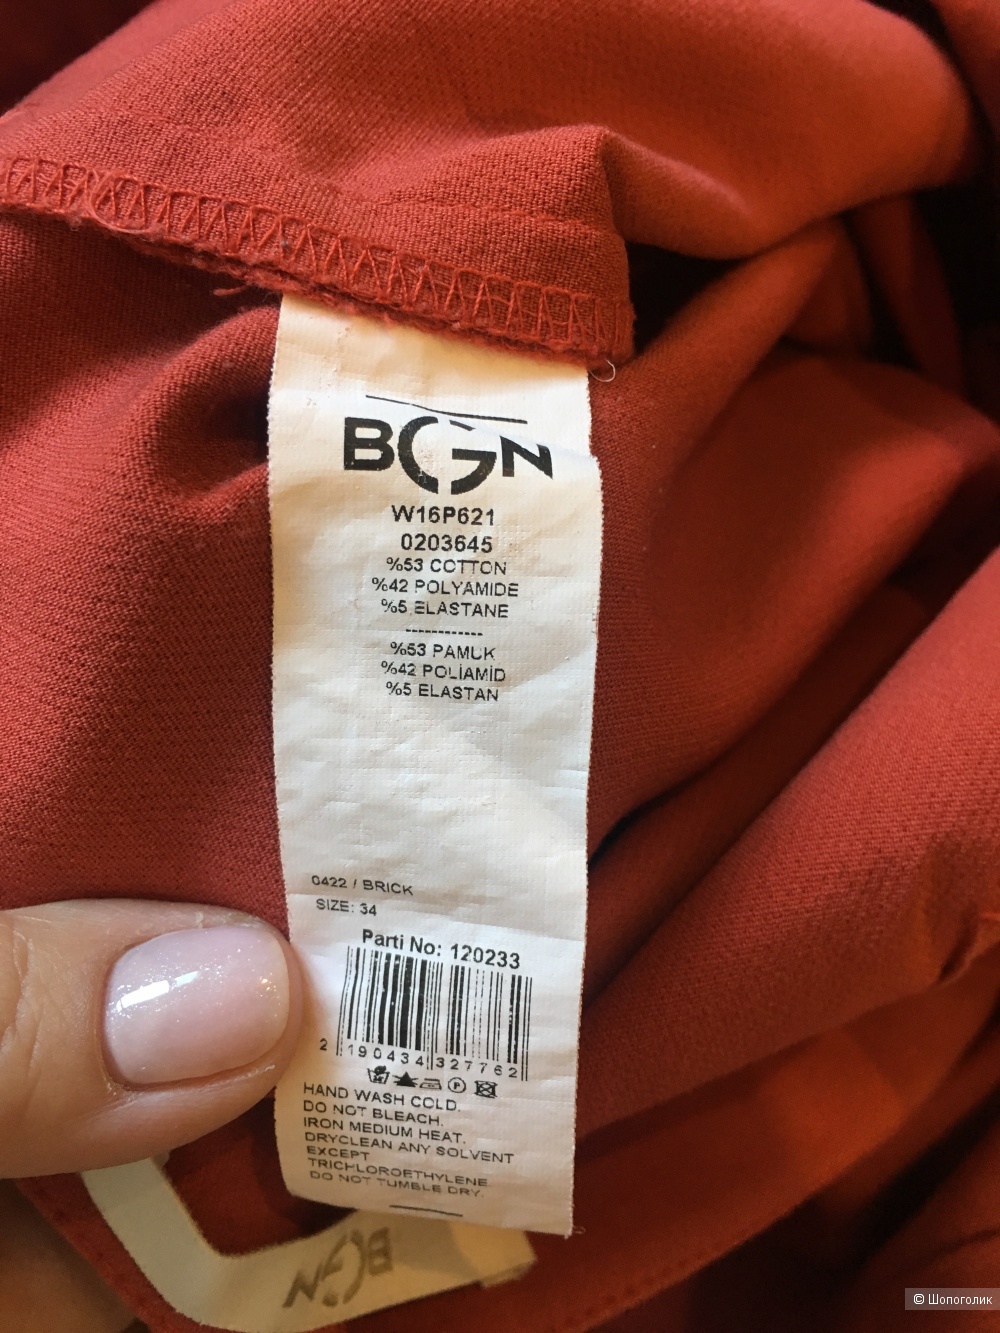 BGN
W16P621
0203645
%53 COTTON
%42 POLYAMIDE
%5 ELASTANE
------------
%53 PAMUK
%42 POLİAMİD
%5 ELASTAN
0422 / BRICK
SIZE: 34
Parti No: 120233
2 190434 327762
P
HAND WASH COLD.
DO NOT BLEACH.
IRON MEDIUM HEAT.
DRYCLEAN ANY SOLVENT
EXCEPT
TRICHLOROETHYLENE
DO NOT TUMBLE DRY.
BGN
© Шопоголик